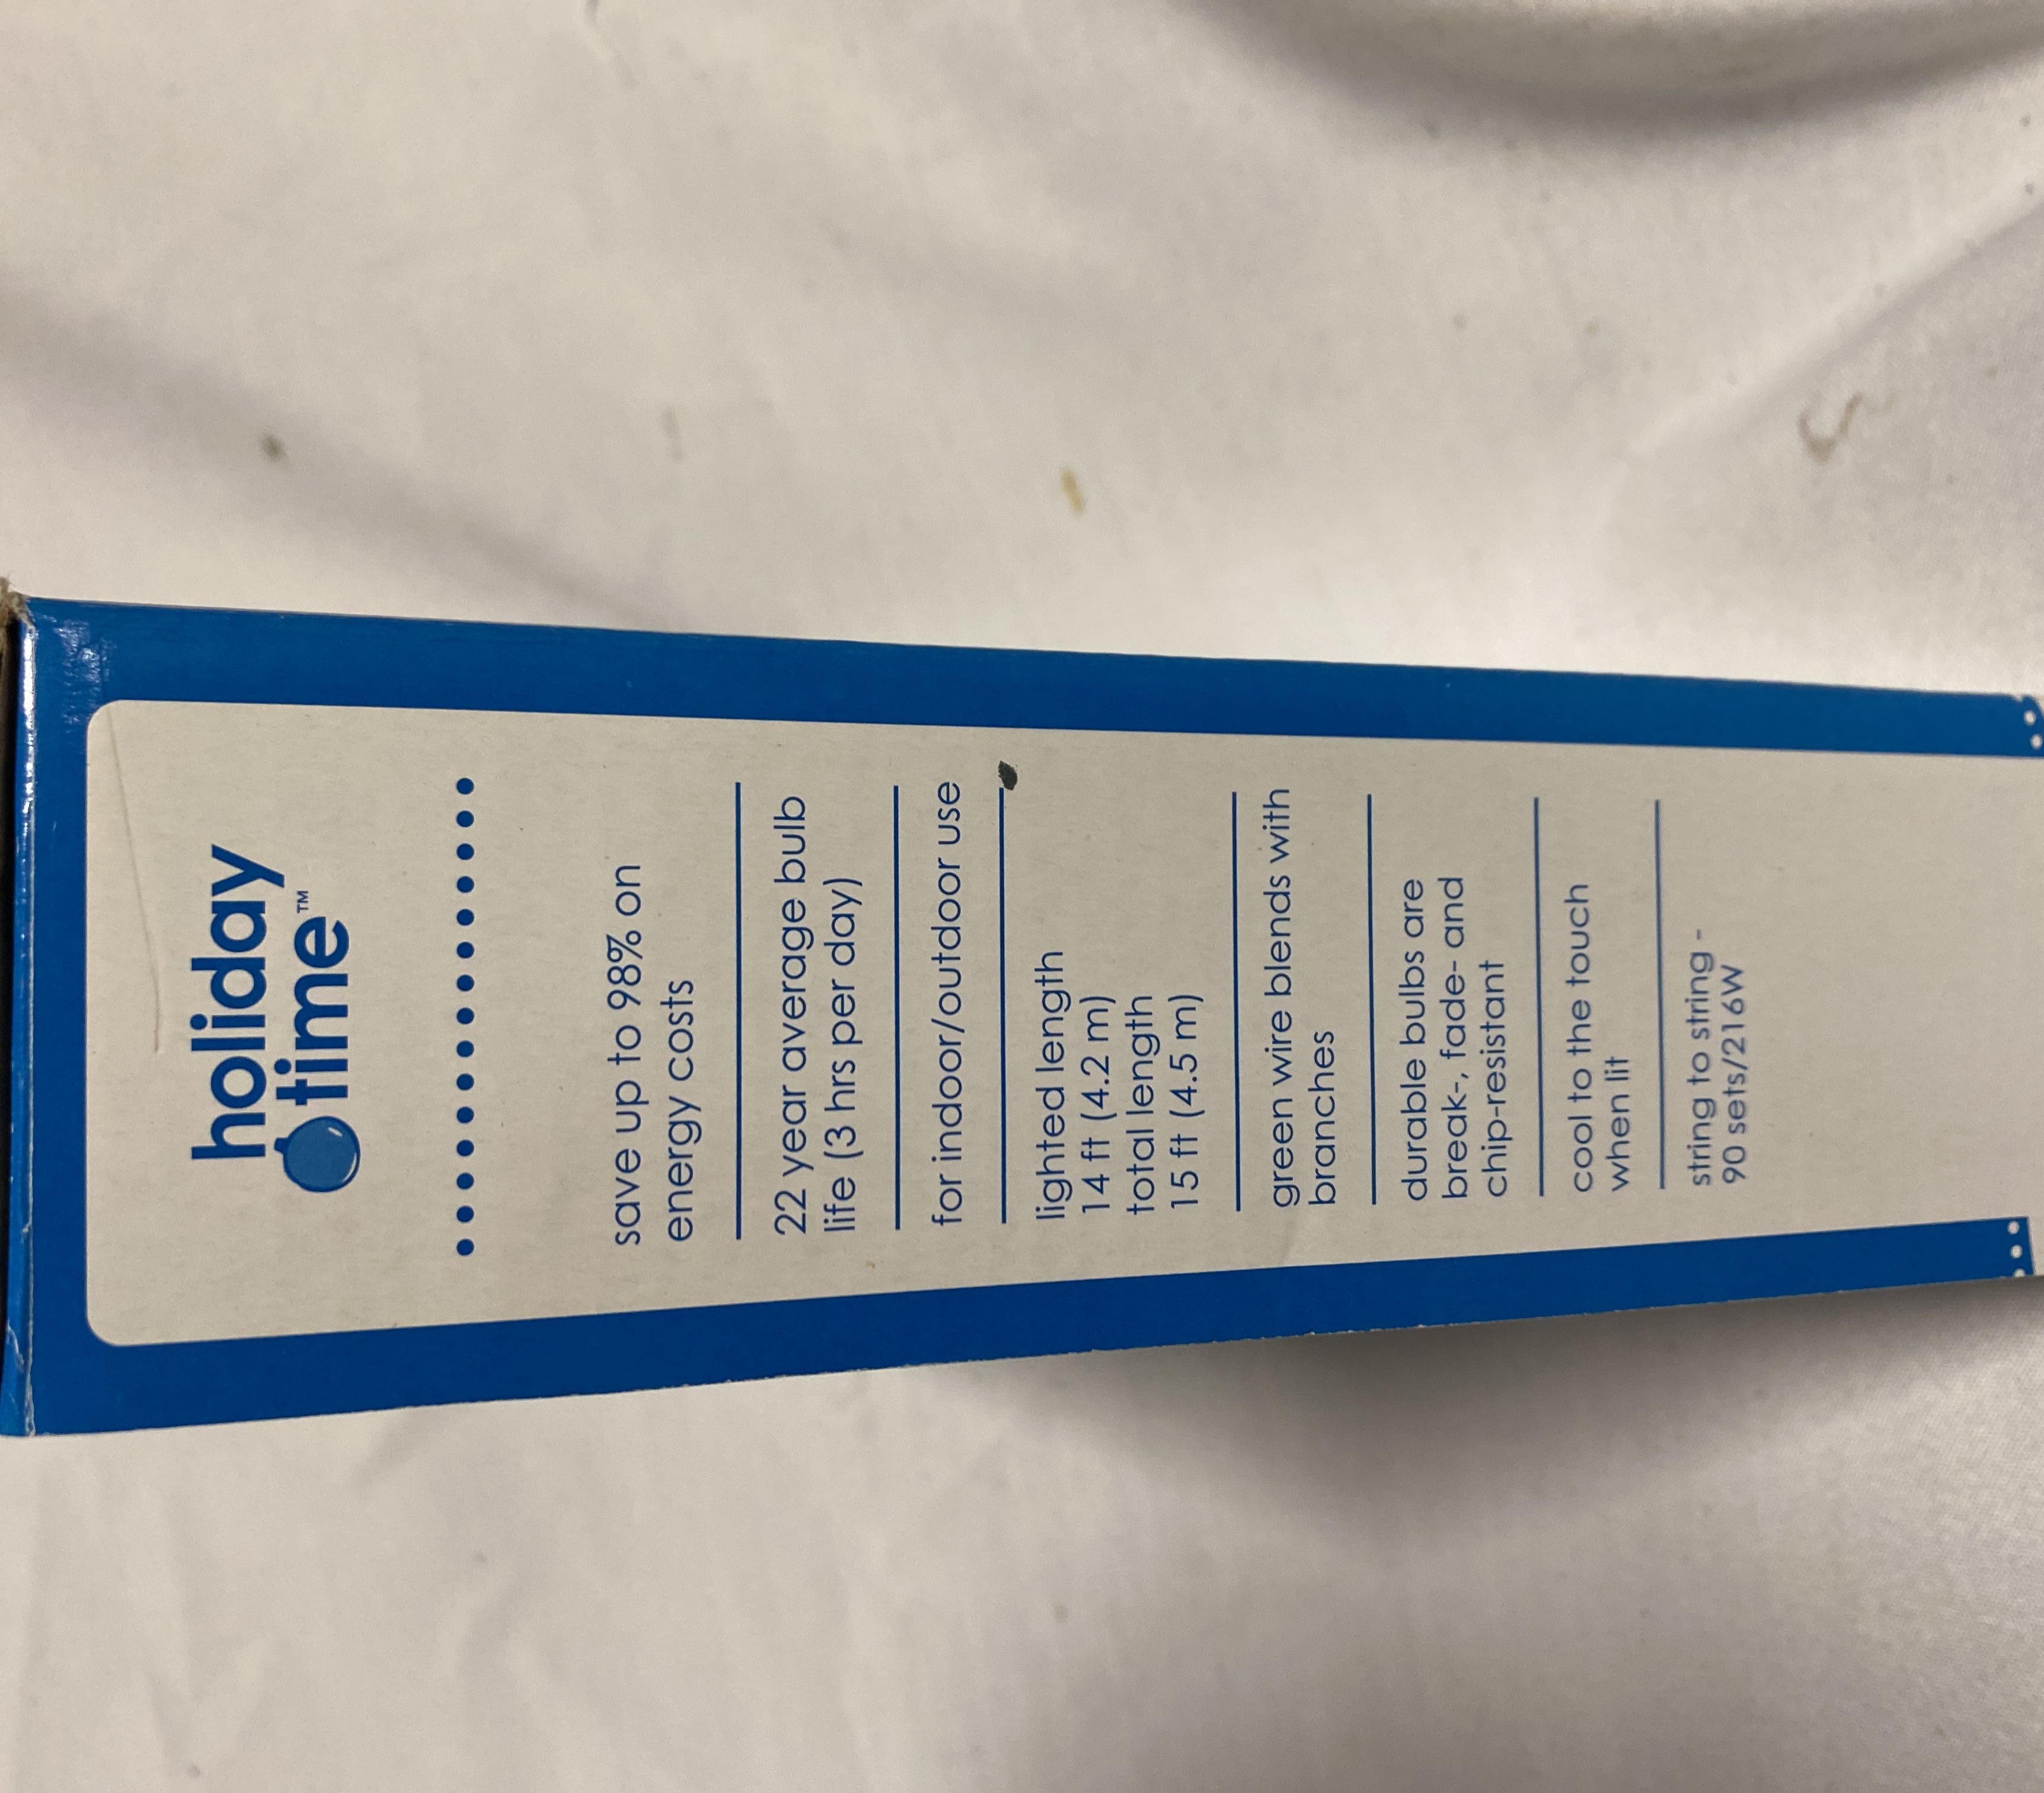 holiday
time™
save up to 98% on
energy costs
22 year average bulb
life (3 hrs per day)
for indoor/outdoor use
lighted length
14 ft (4.2 m)
total length
15 ft (4.5 m)
green wire blends with
branches
durable bulbs are
break-, fade- and
chip-resistant
cool to the touch
when lit
string to string -
90 sets/216W